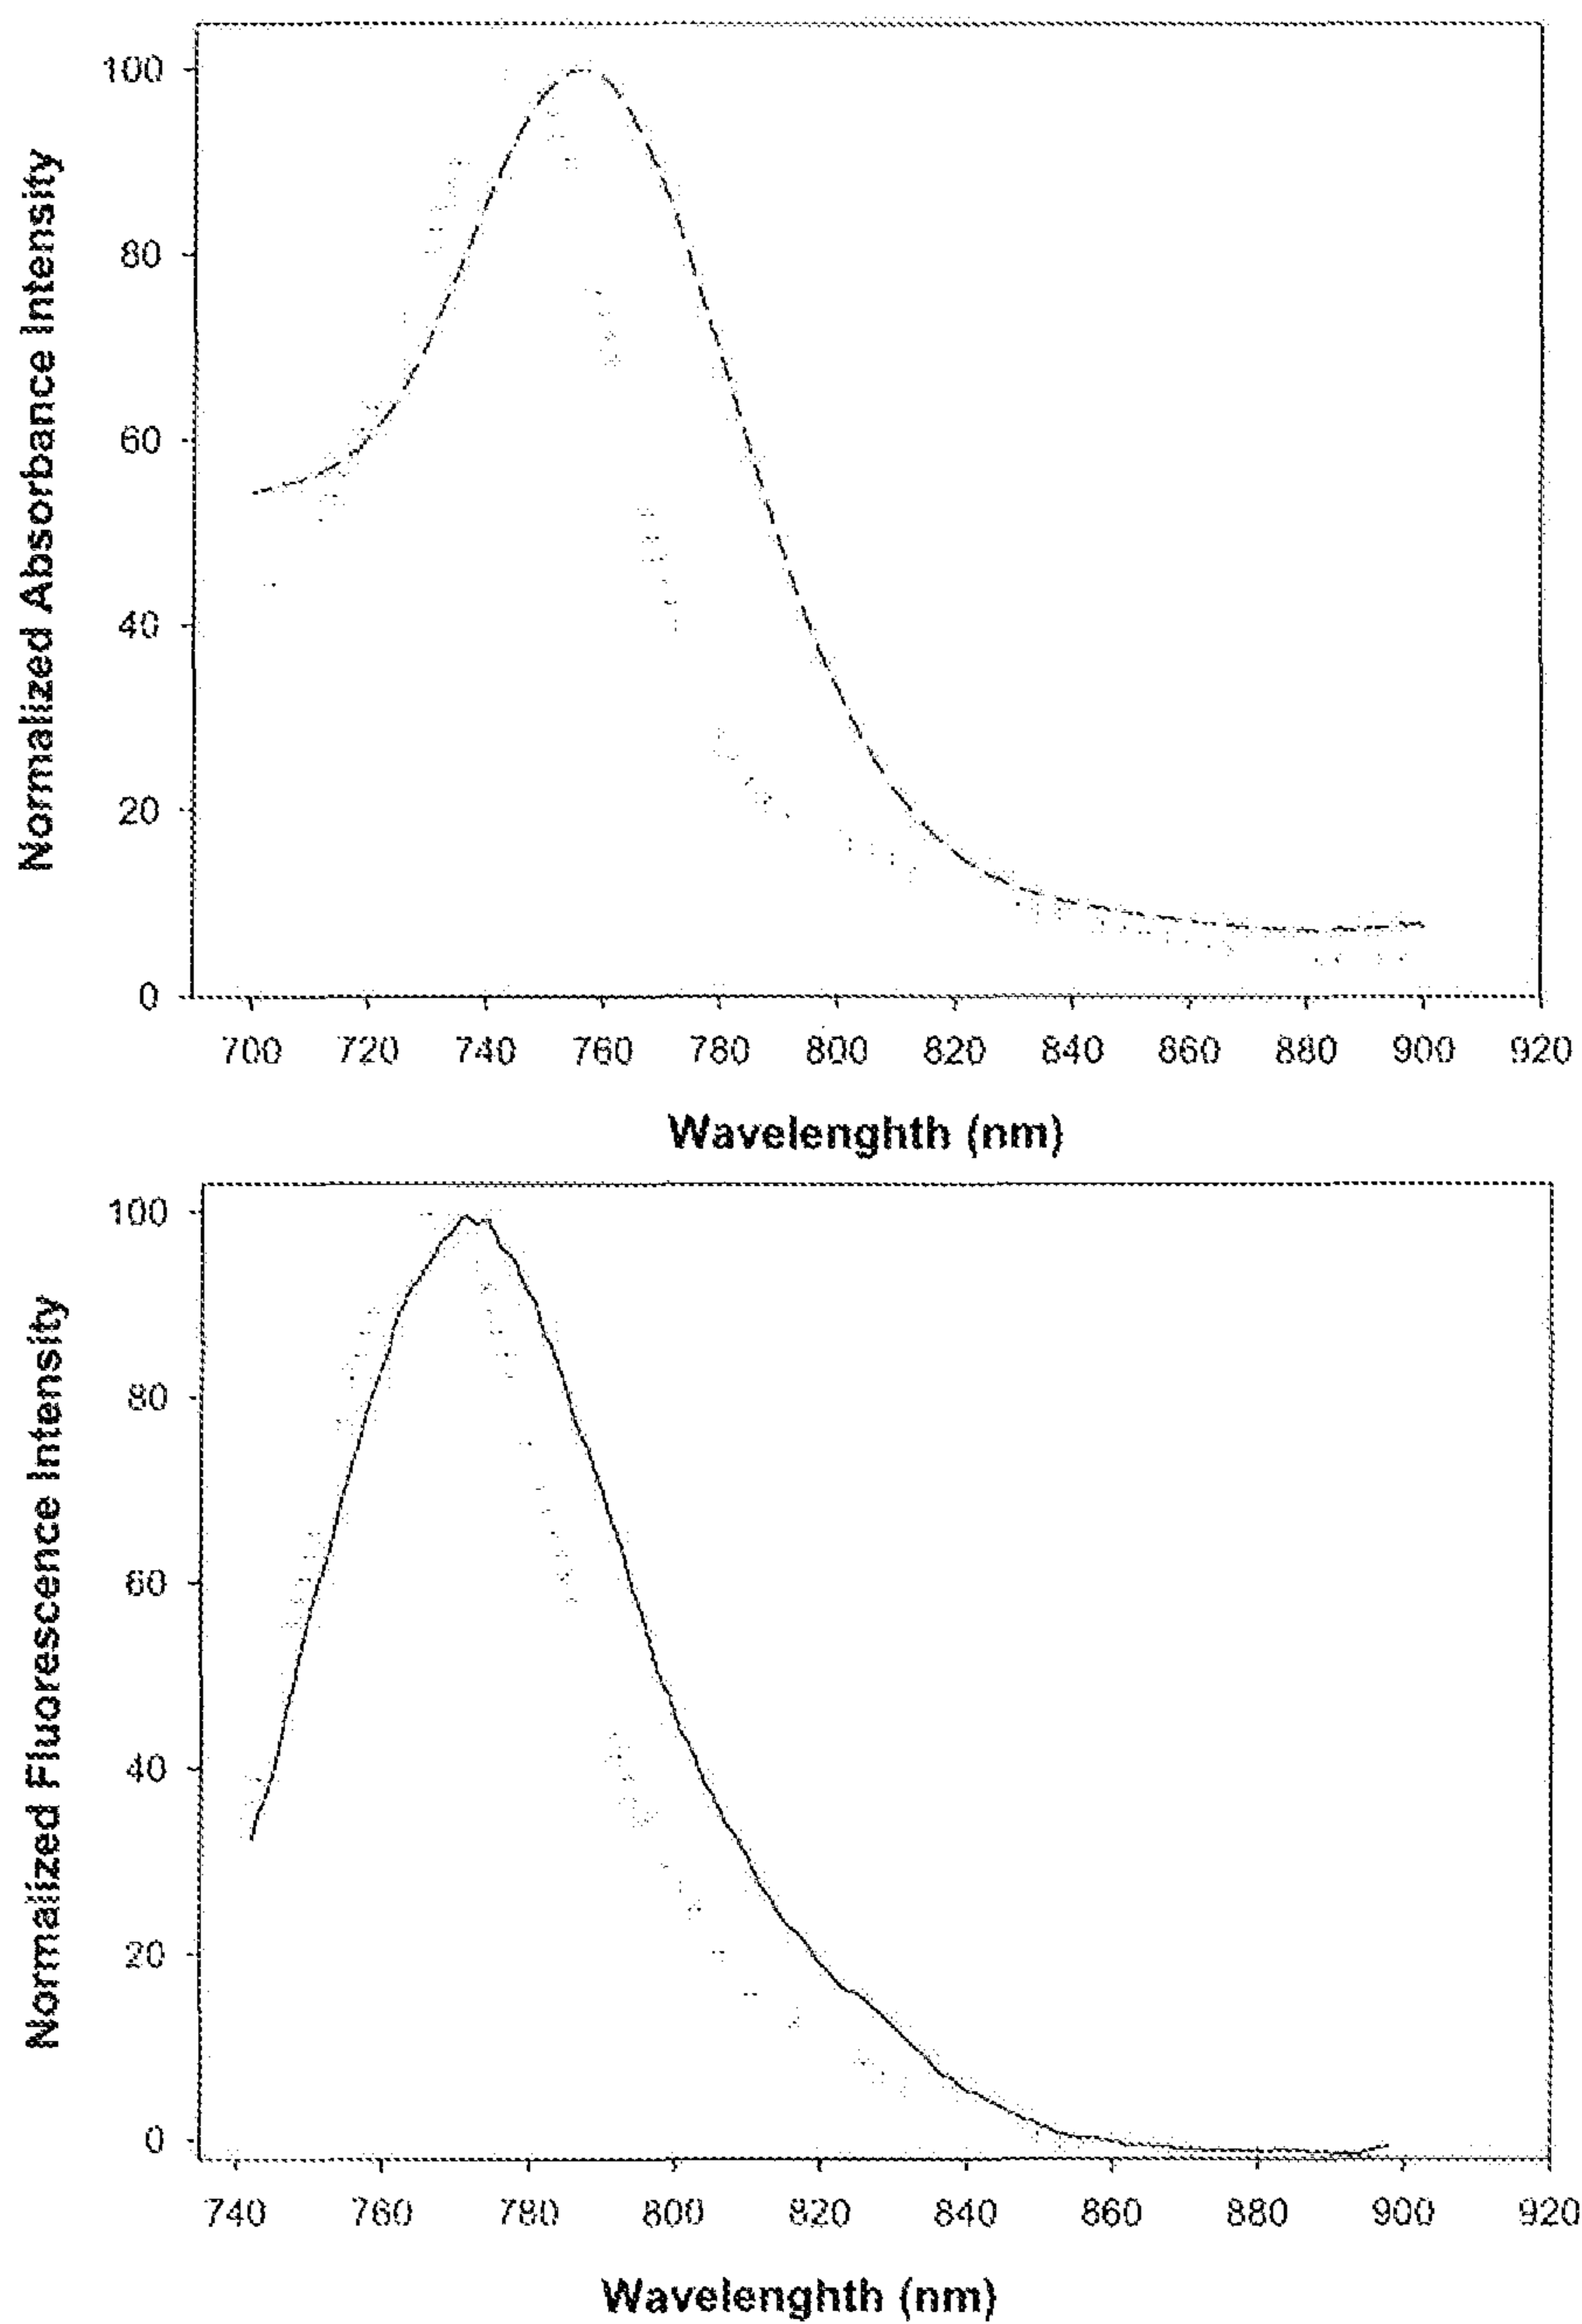 Normalized Absorbance Intensity
100
80
60
40
20
0
700 720 740 760 780 800 820 840 860 880 900 920
Wavelenghth (nm)
Normalized Fluorescence Intensity
100
80
60
40
20
0
740 760 780 800 820 840 860 880 900 920
Wavelenghth (nm)